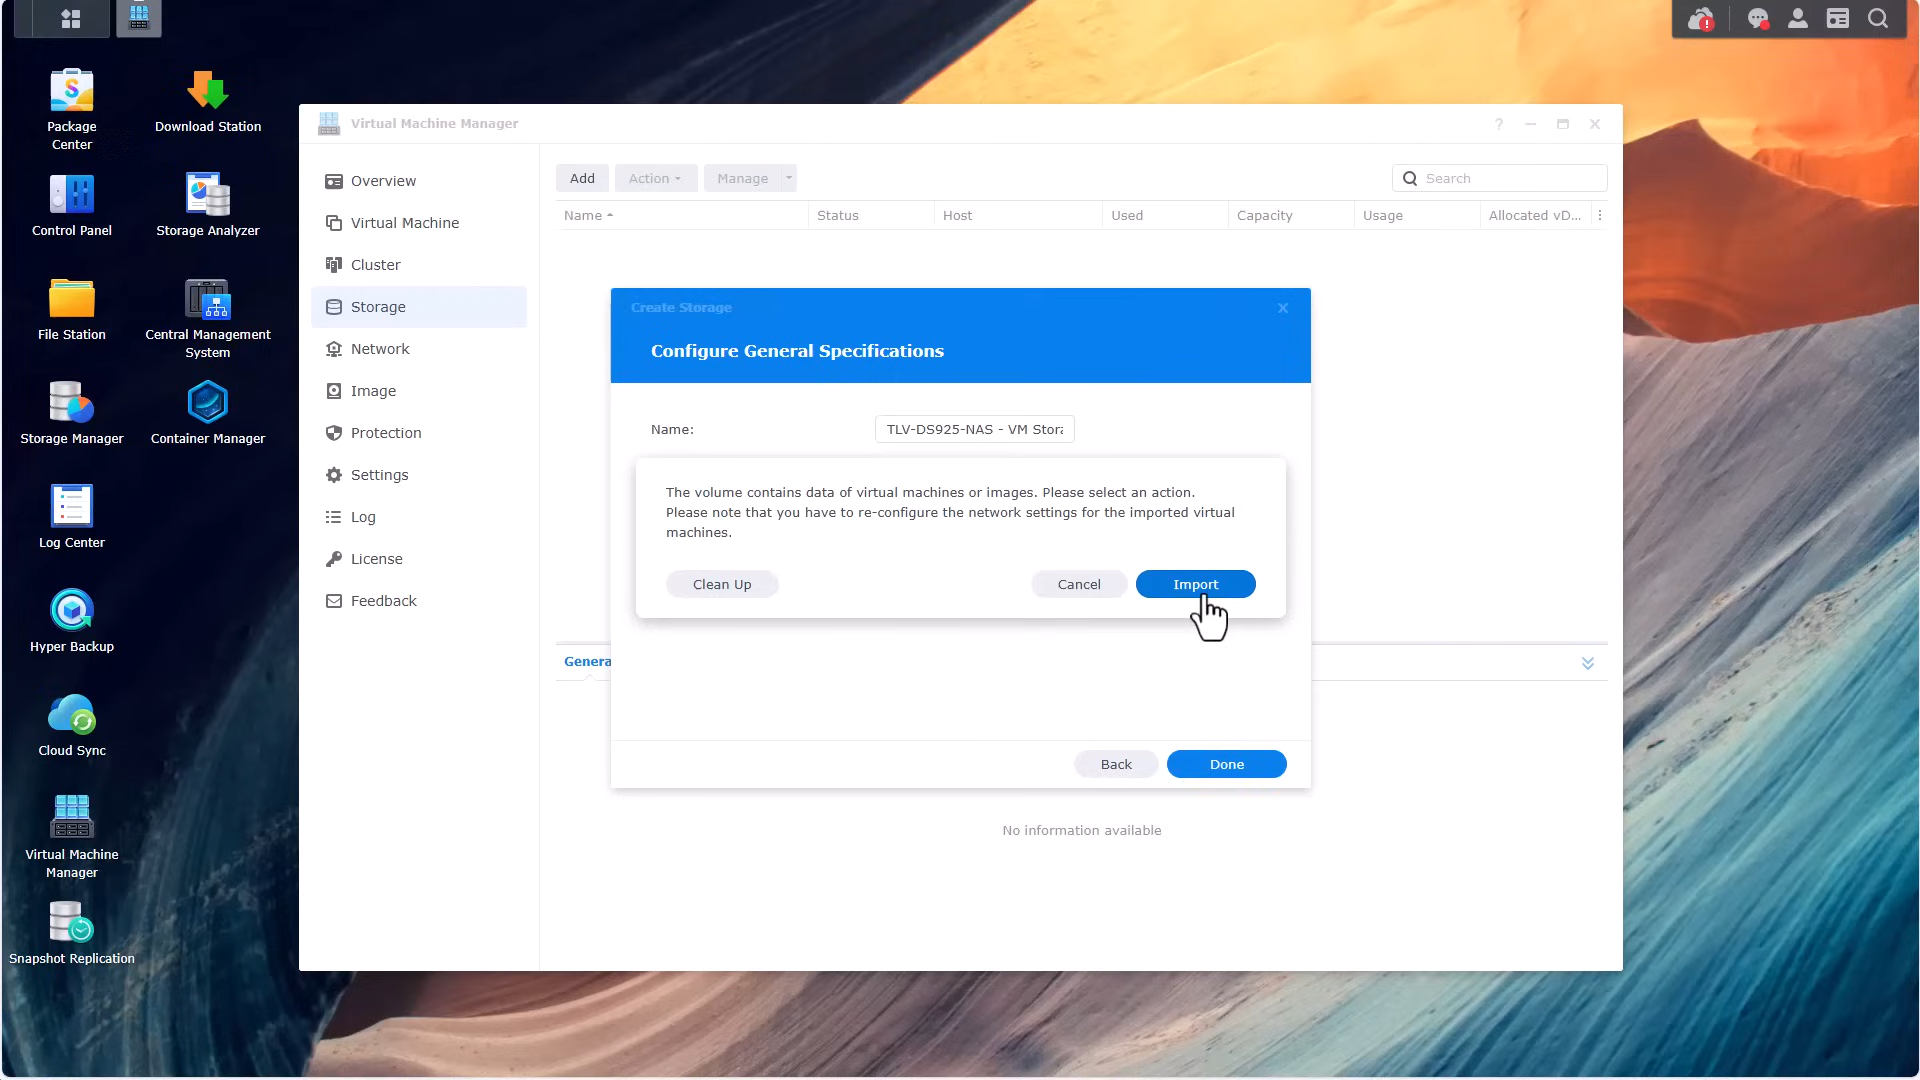 Package
Center
Download Station
Control Panel
Storage Analyzer
File Station
Central Management
System
Storage Manager
Container Manager
Log Center
Hyper Backup
Cloud Sync
Virtual Machine
Manager
Snapshot Replication
Virtual Machine Manager
Overview
Virtual Machine
Cluster
Storage
Network
Image
Protection
Settings
Log
License
Feedback
Add
Action
Manage
Search
Name
Status
Host
Used
Capacity
Usage
Allocated vD...
Create Storage
Configure General Specifications
Name:
TLV-DS925-NAS - VM Stora
The volume contains data of virtual machines or images. Please select an action.
Please note that you have to re-configure the network settings for the imported virtual
machines.
Clean Up
Cancel
Import
Genera
Back
Done
No information available